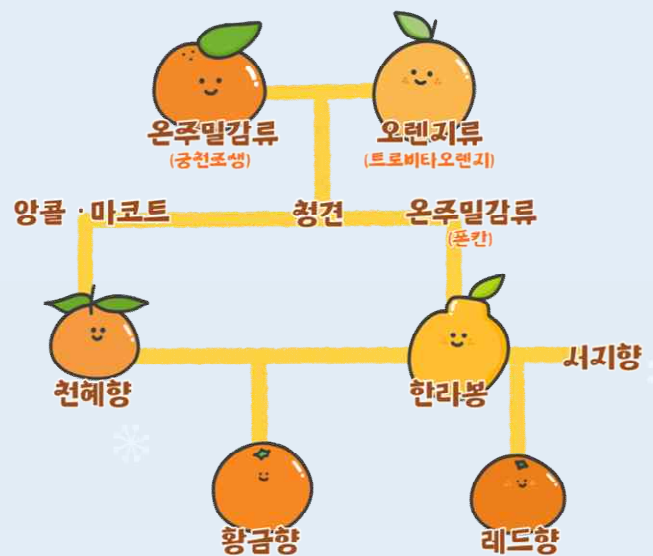 온주밀감류
(궁천조생)
오렌지류
(트로비타오렌지)
앙콜·마코트
청견
온주밀감류
(폰칸)
천혜향
한라봉
서지향
황금향
레드향